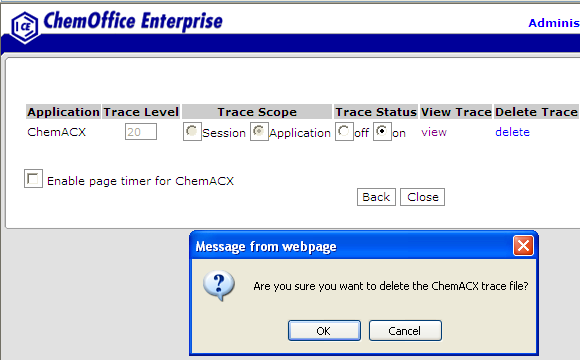 ChemOffice Enterprise
Adminis
Application Trace Level Trace Scope Trace Status View Trace Delete Trace
ChemACX 20 Session Application off on view delete
Enable page timer for ChemACX
Back Close
Message from webpage
Are you sure you want to delete the ChemACX trace file?
OK Cancel